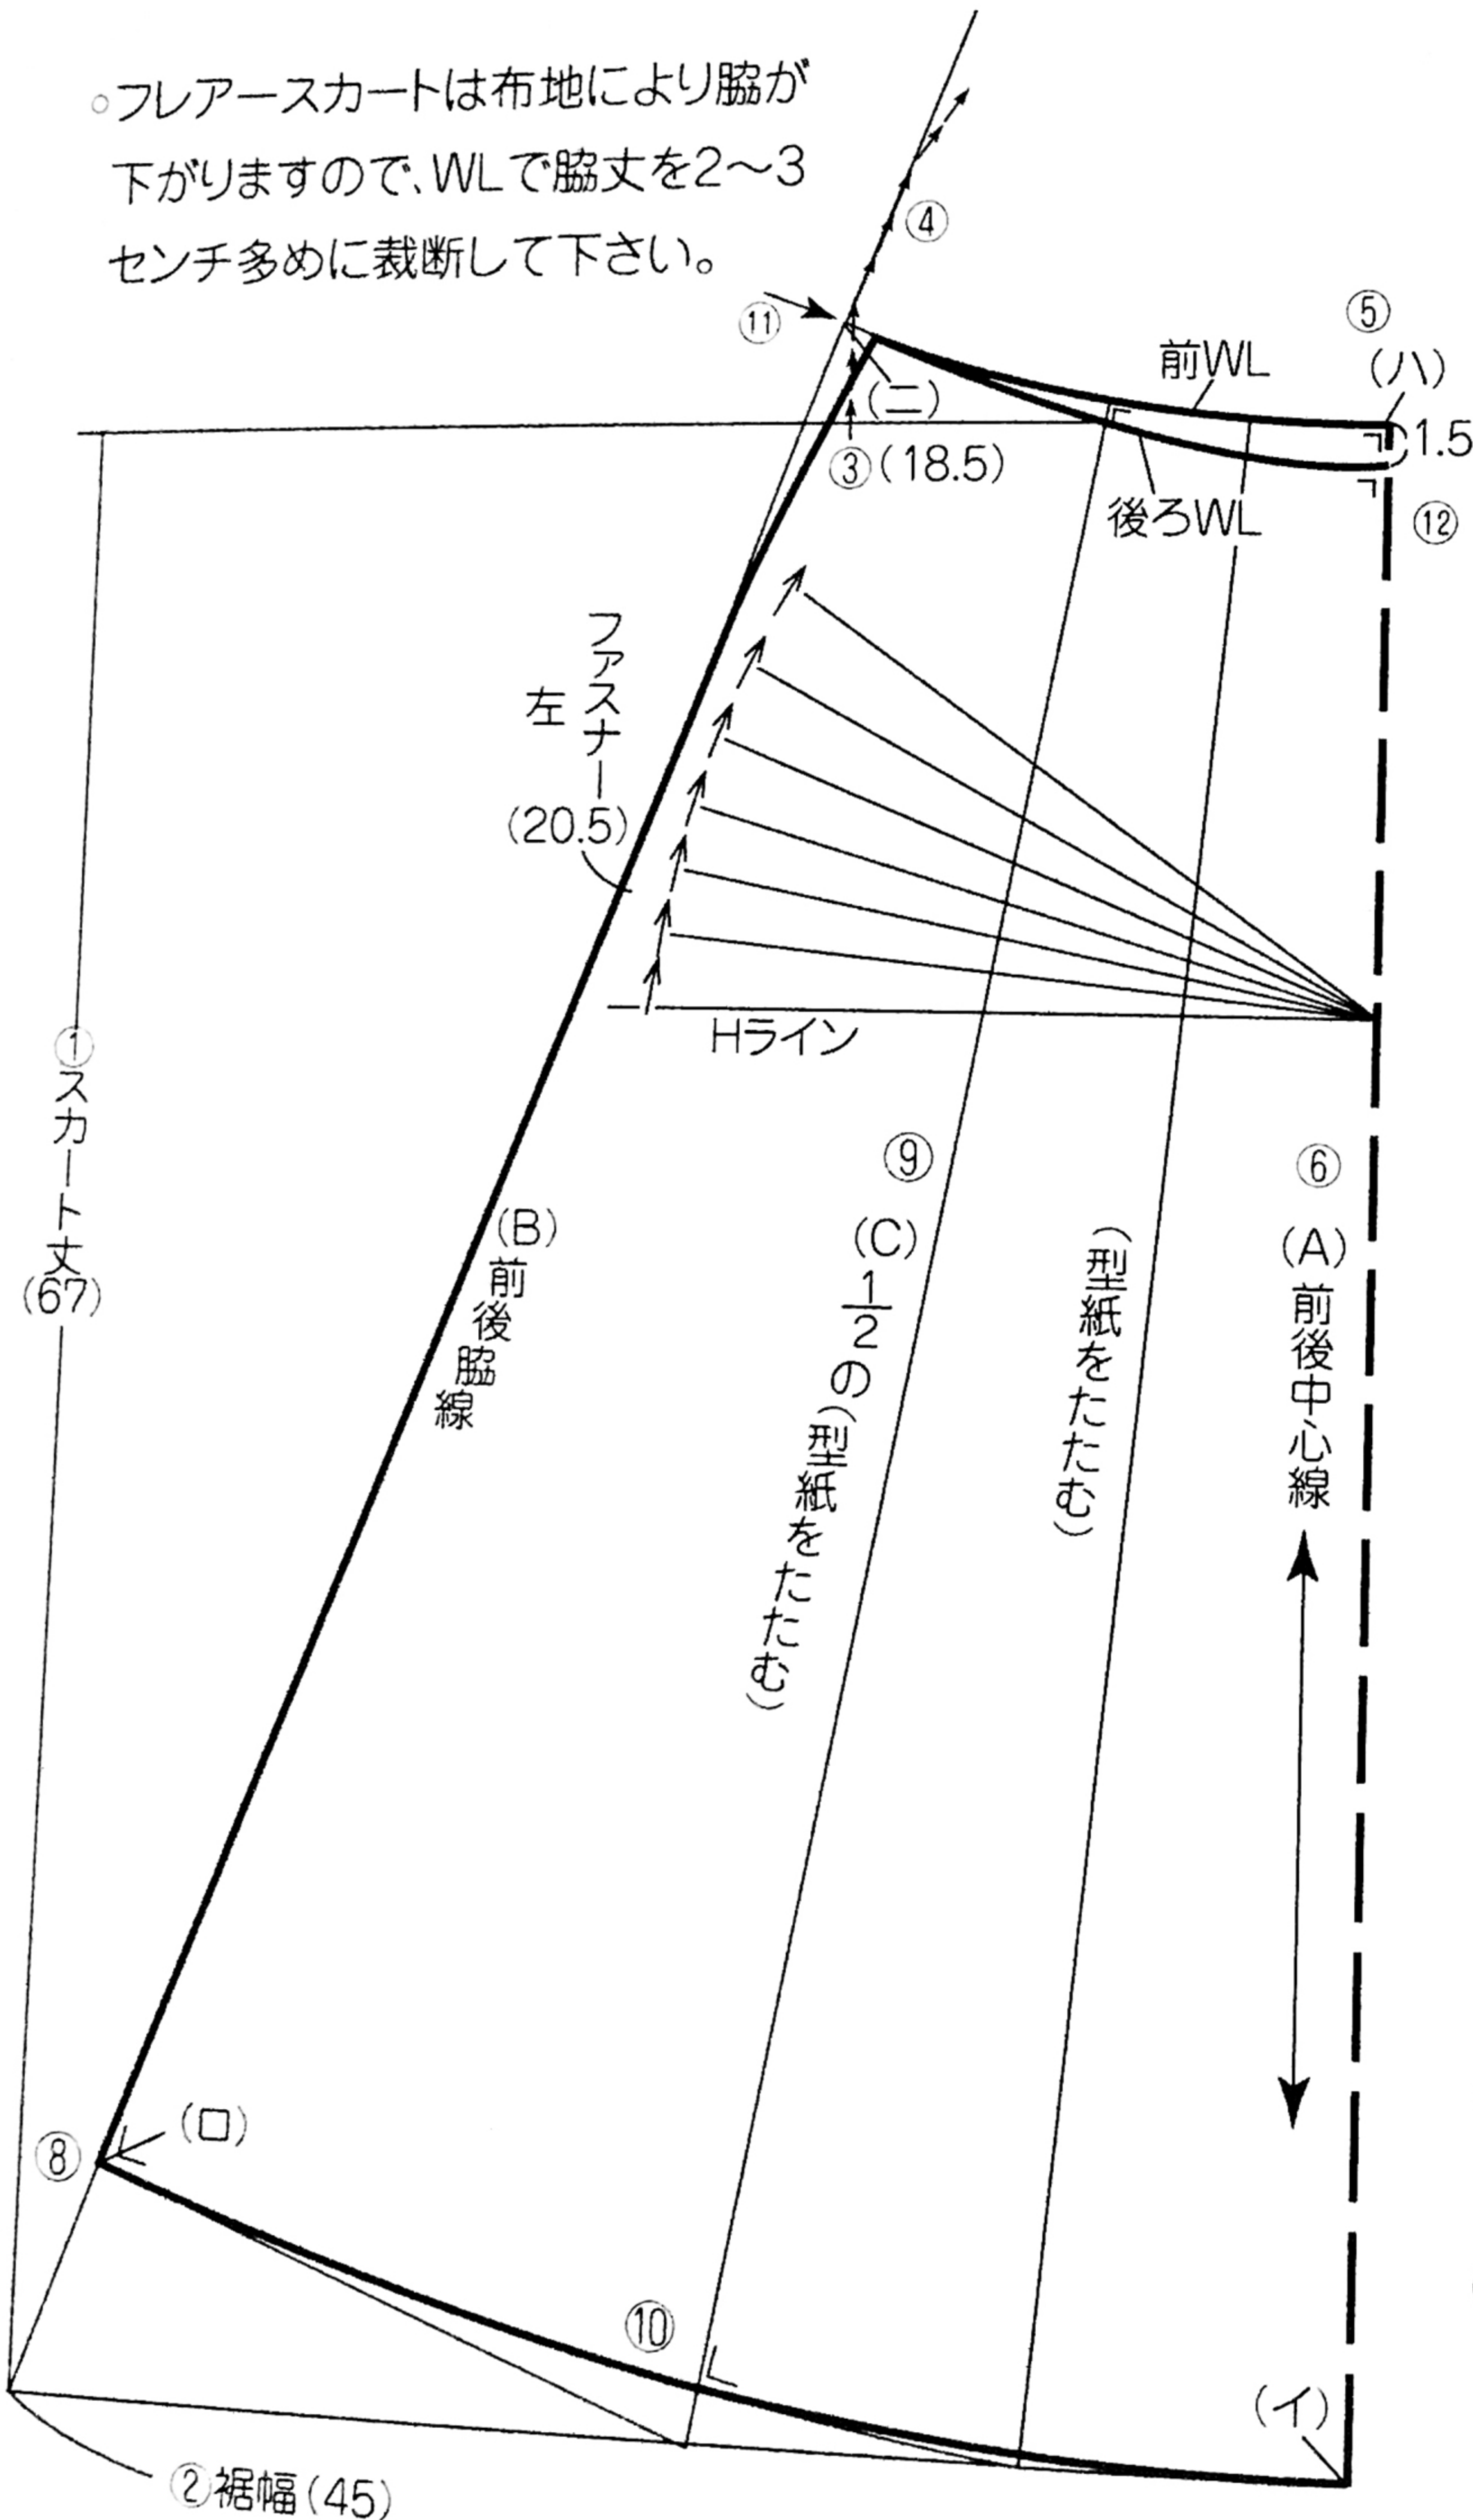 ○フレアースカートは布地により脇が
下がりますので、WLで脇丈を2〜3
センチ多めに裁断して下さい。
④
⑪
⑤
(ハ)
前WL
(ニ)
1.5
③(18.5)
後ろWL
⑫
ファスナー
左
(20.5)
Hライン
①スカート丈
(67)
(B)前後脇線
⑨
(C)1/2の(型紙をたたむ)
(型紙をたたむ)
⑥
(A)前後中心線
⑧
(ロ)
⑩
(イ)
②裾幅(45)